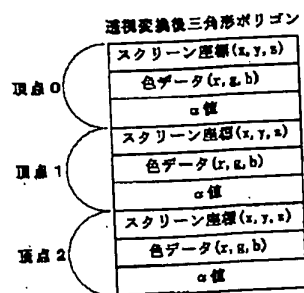 透視変換後三角形ポリゴン
頂点0
スクリーン座標(x,y,z)
色データ(r,g,b)
α値
頂点1
スクリーン座標(x,y,z)
色データ(r,g,b)
α値
頂点2
スクリーン座標(x,y,z)
色データ(r,g,b)
α値